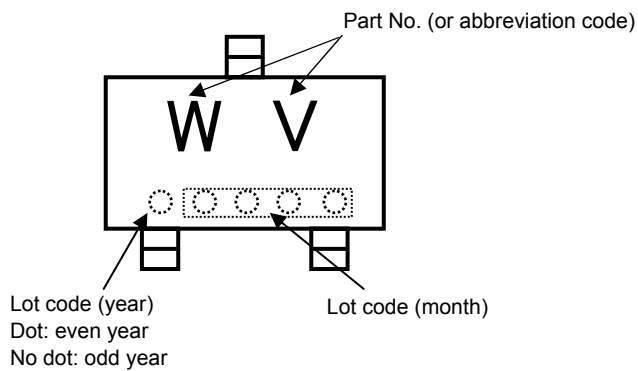 Part No. (or abbreviation code)
W V
Lot code (year)
Dot: even year
No dot: odd year
Lot code (month)